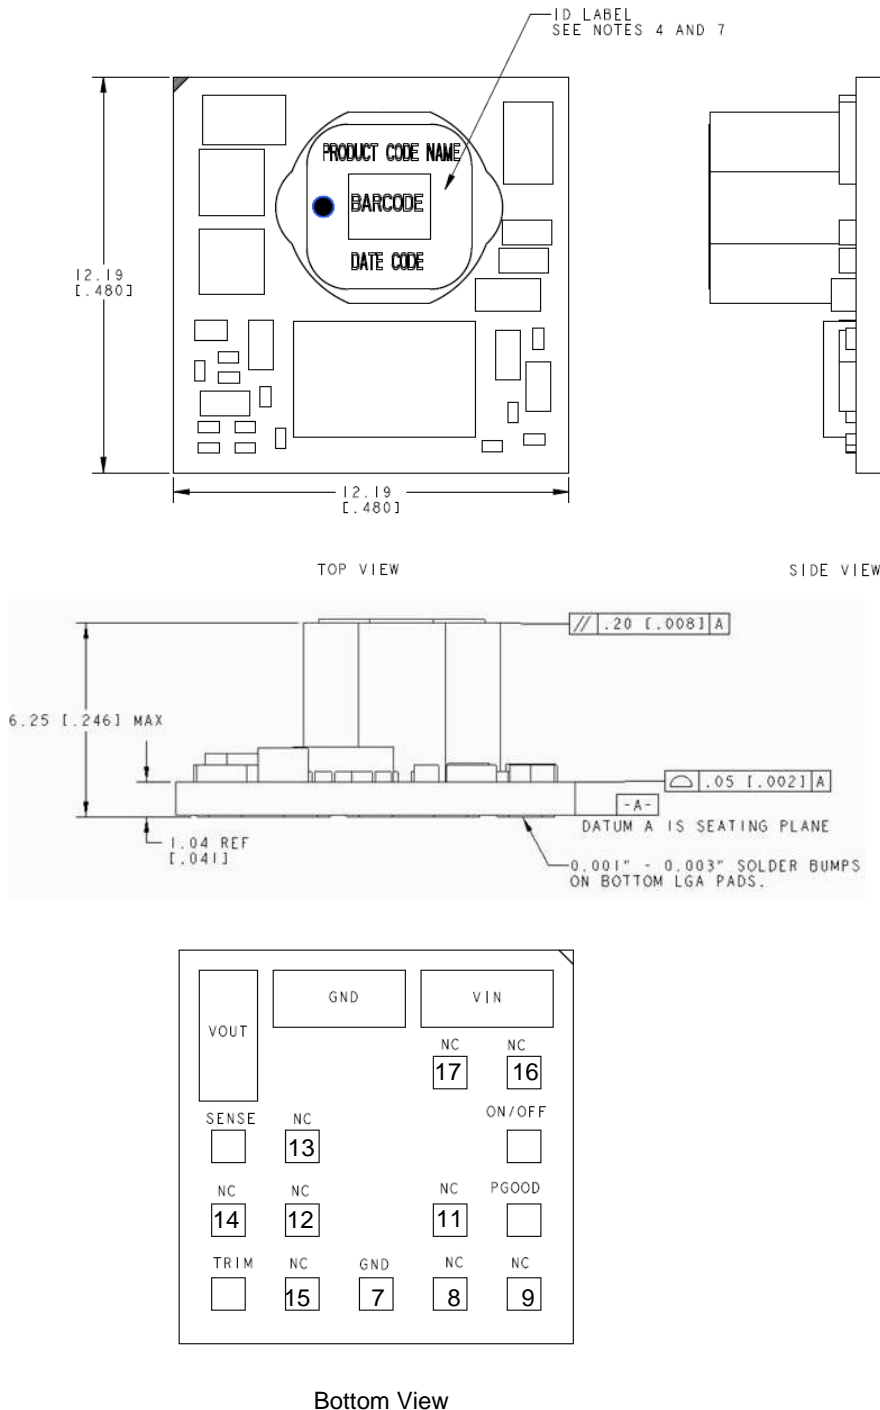 ID LABEL
SEE NOTES 4 AND 7
PRODUCT CODE NAME
BARCODE
DATE CODE
12.19
[.480]
12.19
[.480]
TOP VIEW
SIDE VIEW
// .20 [.008] A
6.25 [.246] MAX
.05 [.002] A
-A-
DATUM A IS SEATING PLANE
1.04 REF
[.041]
0.001" - 0.003" SOLDER BUMPS
ON BOTTOM LGA PADS.
GND
VIN
VOUT
NC
NC
17
16
SENSE
NC
ON/OFF
13
NC
NC
NC
PGOOD
14
12
11
TRIM
NC
GND
NC
NC
15
7
8
9
Bottom View